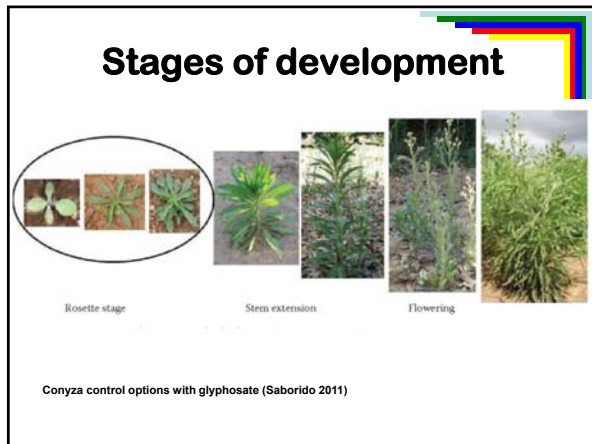 Stages of development
Rosette stage Stem extension Flowering
Conyza control options with glyphosate (Saborido 2011)